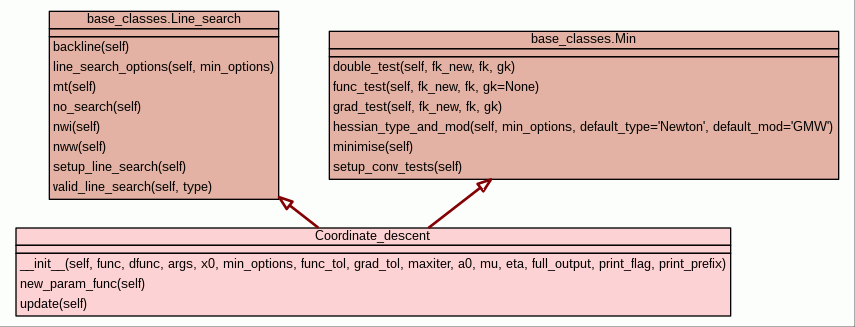 base_classes.Line_search
backline(self)
line_search_options(self, min_options)
mt(self)
no_search(self)
nwi(self)
nww(self)
setup_line_search(self)
valid_line_search(self, type)
base_classes.Min
double_test(self, fk_new, fk, gk)
func_test(self, fk_new, fk, gk=None)
grad_test(self, fk_new, fk, gk)
hessian_type_and_mod(self, min_options, default_type='Newton', default_mod='GMW')
minimise(self)
setup_conv_tests(self)
Coordinate_descent
__init__(self, func, dfunc, args, x0, min_options, func_tol, grad_tol, maxiter, a0, mu, eta, full_output, print_flag, print_prefix)
new_param_func(self)
update(self)